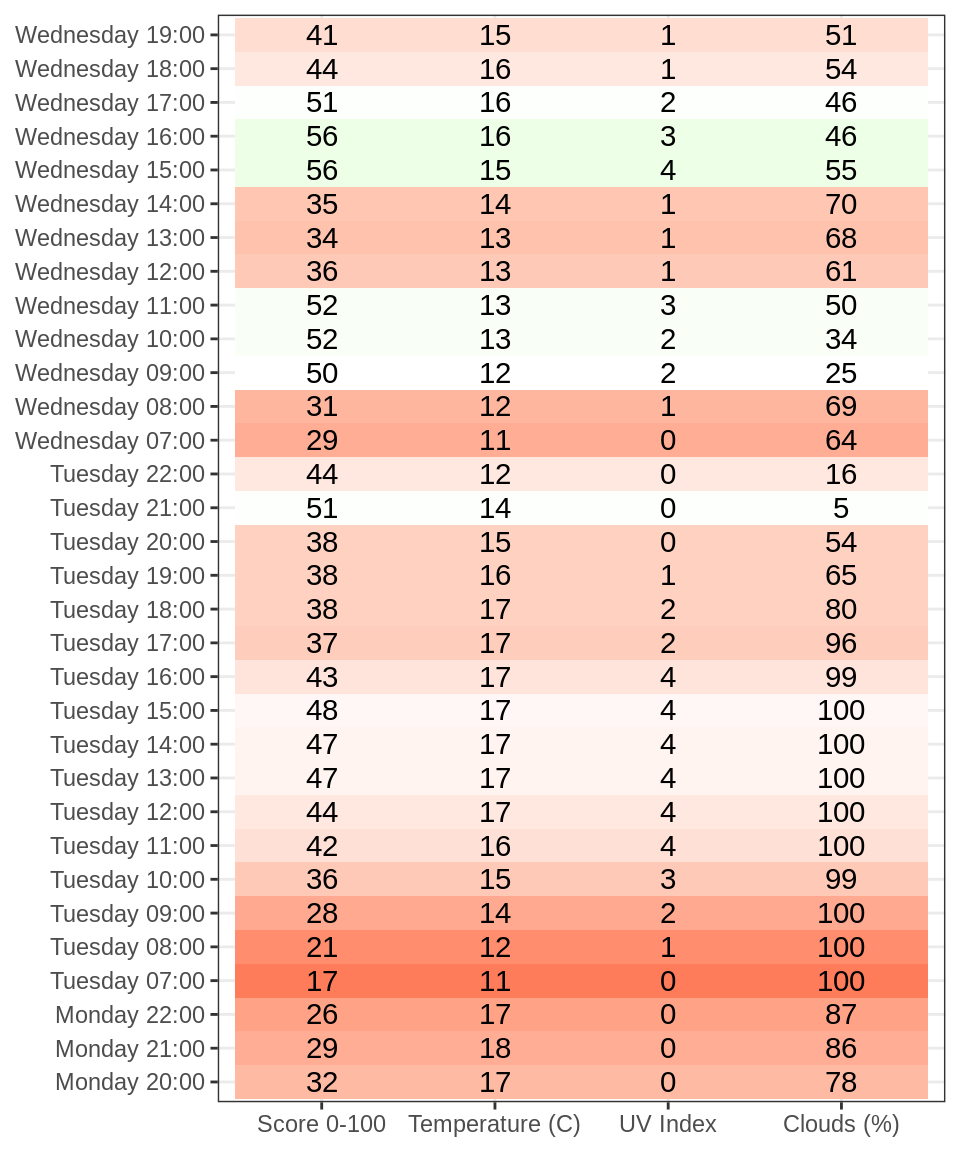 Wednesday 19:00 41 15 1 51
Wednesday 18:00 44 16 1 54
Wednesday 17:00 51 16 2 46
Wednesday 16:00 56 16 3 46
Wednesday 15:00 56 15 4 55
Wednesday 14:00 35 14 1 70
Wednesday 13:00 34 13 1 68
Wednesday 12:00 36 13 1 61
Wednesday 11:00 52 13 3 50
Wednesday 10:00 52 13 2 34
Wednesday 09:00 50 12 2 25
Wednesday 08:00 31 12 1 69
Wednesday 07:00 29 11 0 64
Tuesday 22:00 44 12 0 16
Tuesday 21:00 51 14 0 5
Tuesday 20:00 38 15 0 54
Tuesday 19:00 38 16 1 65
Tuesday 18:00 38 17 2 80
Tuesday 17:00 37 17 2 96
Tuesday 16:00 43 17 4 99
Tuesday 15:00 48 17 4 100
Tuesday 14:00 47 17 4 100
Tuesday 13:00 47 17 4 100
Tuesday 12:00 44 17 4 100
Tuesday 11:00 42 16 4 100
Tuesday 10:00 36 15 3 99
Tuesday 09:00 28 14 2 100
Tuesday 08:00 21 12 1 100
Tuesday 07:00 17 11 0 100
Monday 22:00 26 17 0 87
Monday 21:00 29 18 0 86
Monday 20:00 32 17 0 78
Score 0-100 Temperature (C) UV Index Clouds (%)